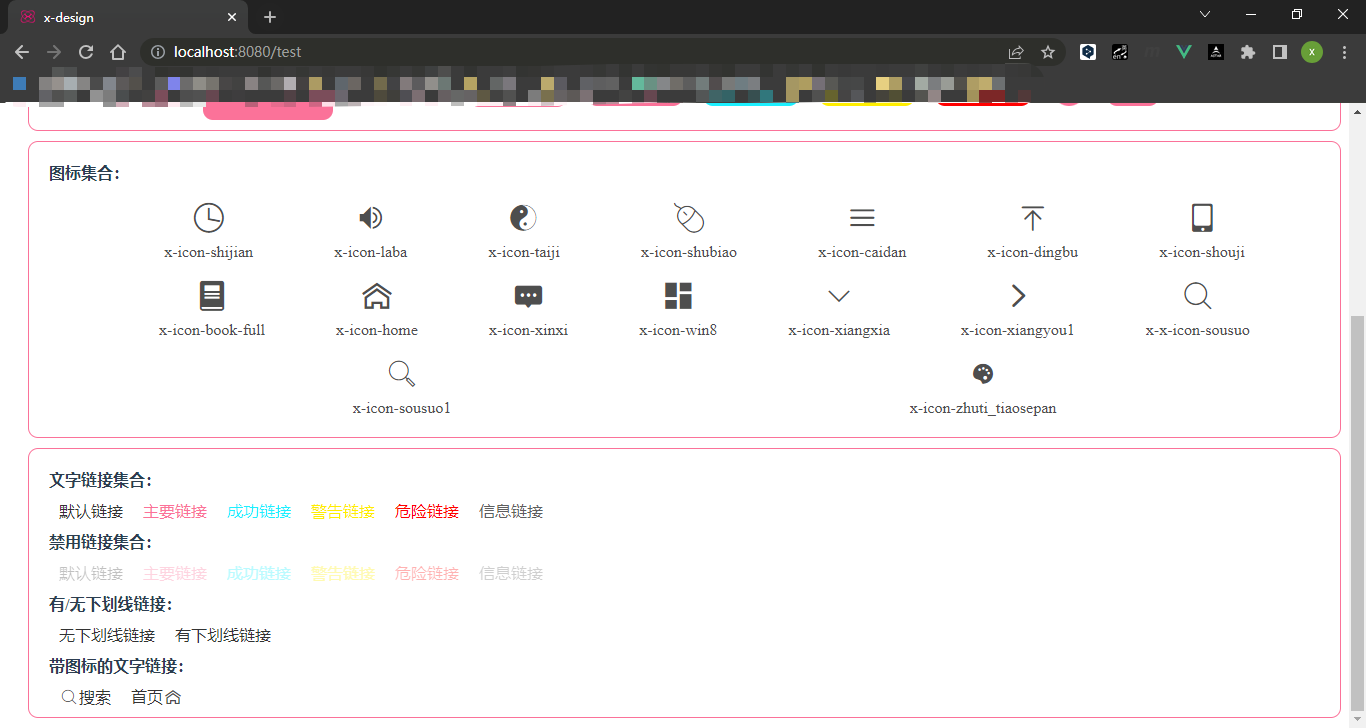 x-design
localhost:8080/test
en
X
图标集合：
x-icon-shijian x-icon-laba x-icon-taiji x-icon-shubiao x-icon-caidan x-icon-dingbu x-icon-shouji
x-icon-book-full x-icon-home x-icon-xinxi x-icon-win8 x-icon-xiangxia x-icon-xiangyou1 x-x-icon-sousuo
x-icon-sousuo1 x-icon-zhuti_tiaosepan
文字链接集合：
默认链接 主要链接 成功链接 警告链接 危险链接 信息链接
禁用链接集合：
默认链接 主要链接 成功链接 警告链接 危险链接 信息链接
有/无下划线链接：
无下划线链接 有下划线链接
带图标的文字链接：
搜索 首页